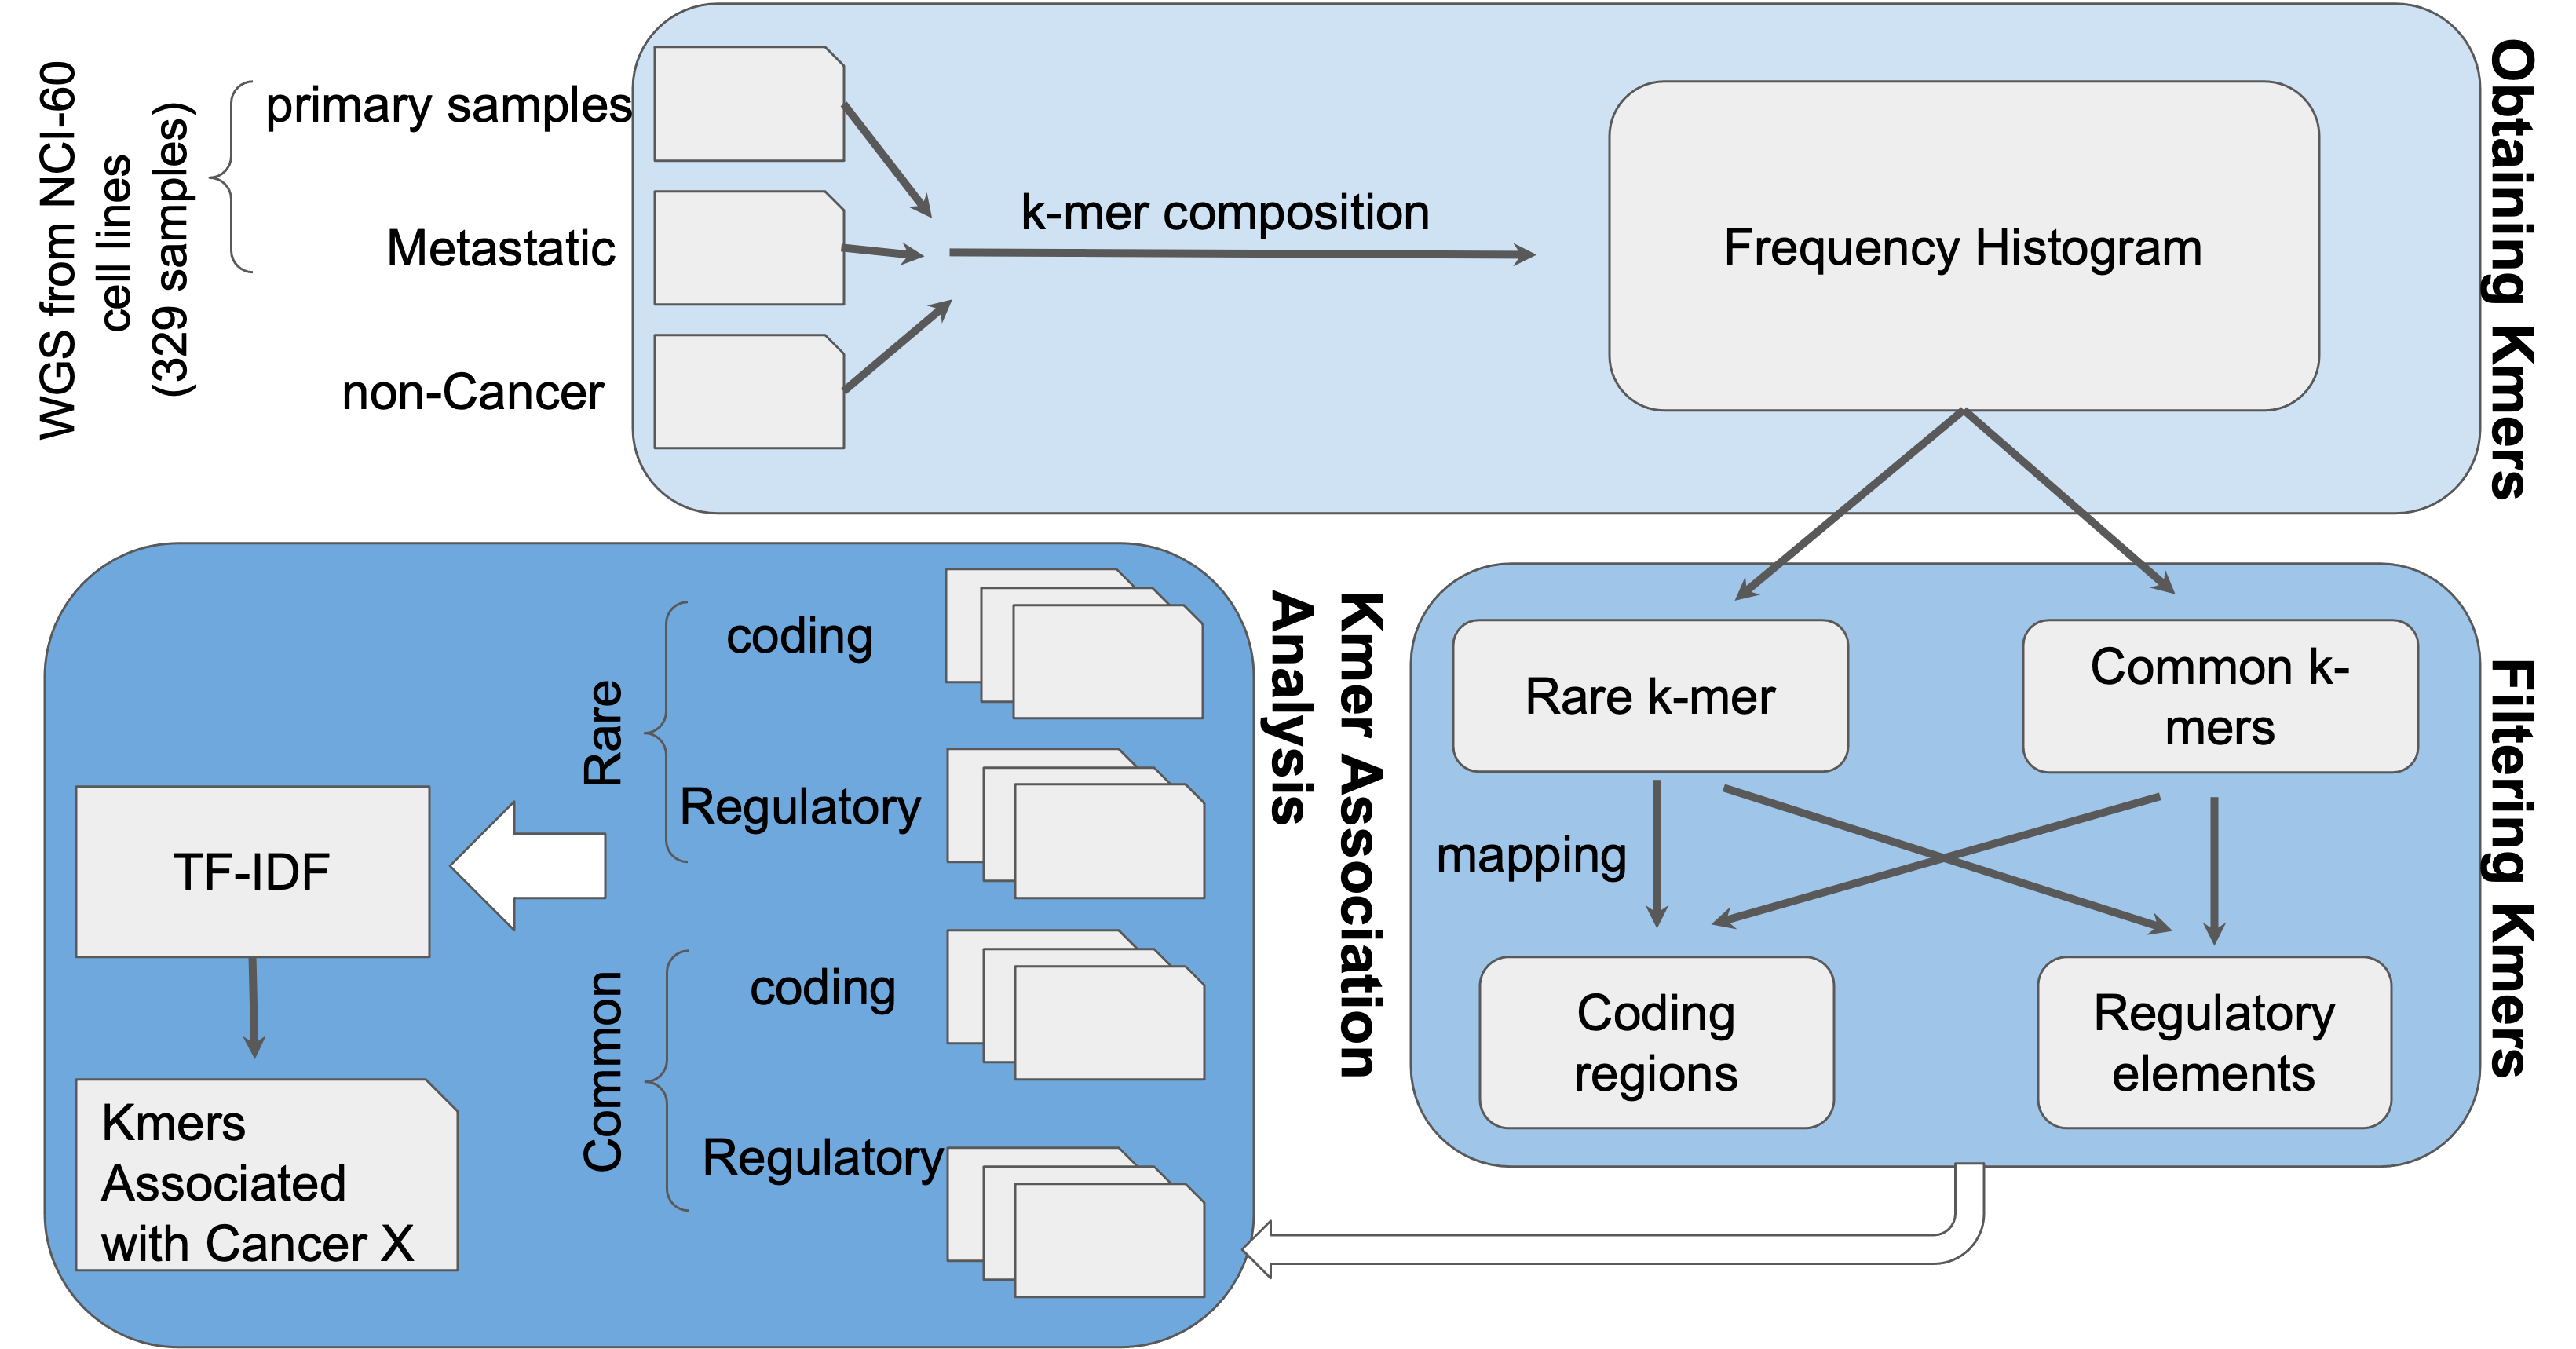 WGS from NCI-60
cell lines
(329 samples)
primary samples
Metastatic
non-Cancer
k-mer composition
Frequency Histogram
Obtaining Kmers
Rare k-mer
Common k-
mers
mapping
Coding
regions
Regulatory
elements
Filtering Kmers
Kmer Association
Analysis
Rare
coding
Regulatory
Common
coding
Regulatory
TF-IDF
Kmers
Associated
with Cancer X